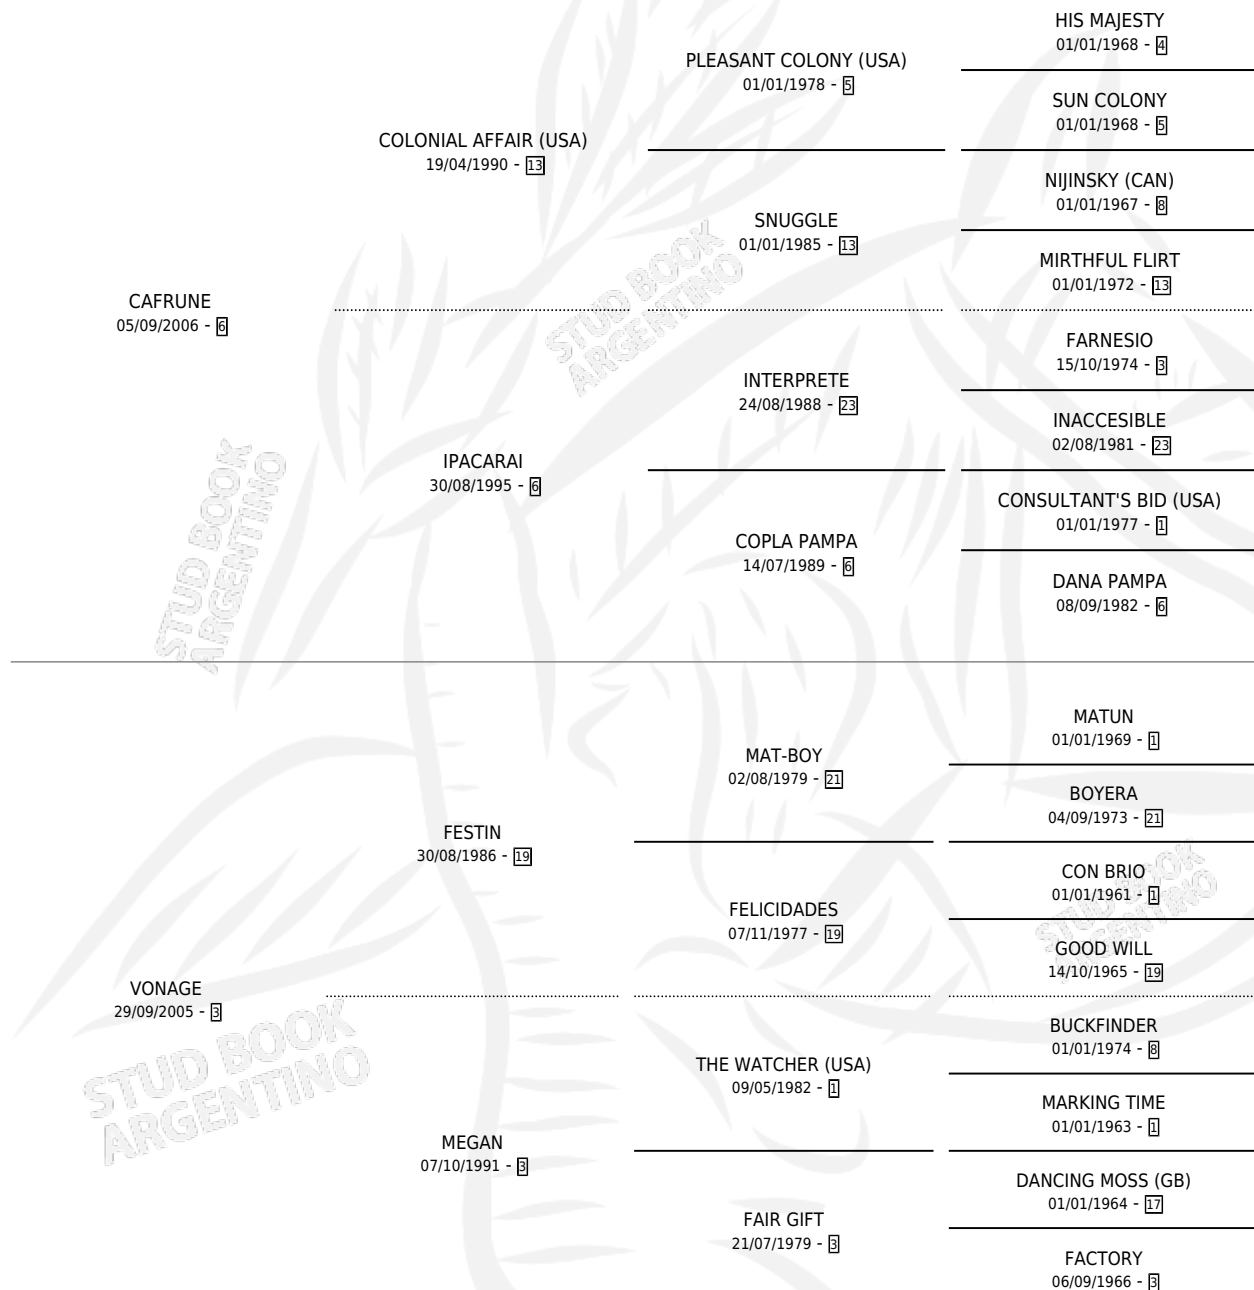 HIS MAJESTY
01/01/1968 - 4
PLEASANT COLONY (USA)
01/01/1978 - 5
SUN COLONY
01/01/1968 - 5
COLONIAL AFFAIR (USA)
19/04/1990 - 13
NIJINSKY (CAN)
01/01/1967 - 8
SNUGGLE
01/01/1985 - 13
MIRTHFUL FLIRT
01/01/1972 - 13
CAFRUNE
05/09/2006 - 6
FARNESIO
15/10/1974 - 3
INTERPRETE
24/08/1988 - 23
INACCESIBLE
02/08/1981 - 23
IPACARAI
30/08/1995 - 6
CONSULTANT'S BID (USA)
01/01/1977 - 1
COPLA PAMPA
14/07/1989 - 6
DANA PAMPA
08/09/1982 - 6
STUD BOOK
ARGENTINO
STUD BOOK
ARGENTINO
MATUN
01/01/1969 - 1
MAT-BOY
02/08/1979 - 21
BOYERA
04/09/1973 - 21
FESTIN
30/08/1986 - 19
CON BRIO
01/01/1961 - 1
FELICIDADES
07/11/1977 - 19
GOOD WILL
14/10/1965 - 19
STUD BOOK
ARGENTINO
VONAGE
29/09/2005 - 3
BUCKFINDER
01/01/1974 - 8
THE WATCHER (USA)
09/05/1982 - 1
MARKING TIME
01/01/1963 - 1
MEGAN
07/10/1991 - 3
DANCING MOSS (GB)
01/01/1964 - 17
FAIR GIFT
21/07/1979 - 3
FACTORY
06/09/1966 - 3
STUD BOOK
ARGENTINO